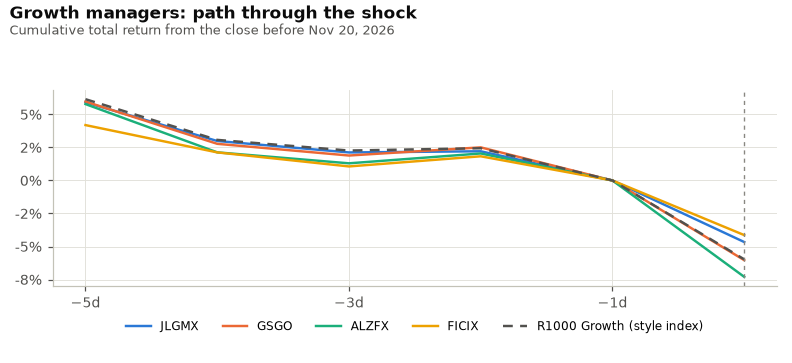 Growth managers: path through the shock
Cumulative total return from the close before Nov 20, 2026
5%
2%
0%
-2%
-5%
-8%
−5d
−3d
−1d
JLGMX
GSGO
ALZFX
FICIX
R1000 Growth (style index)